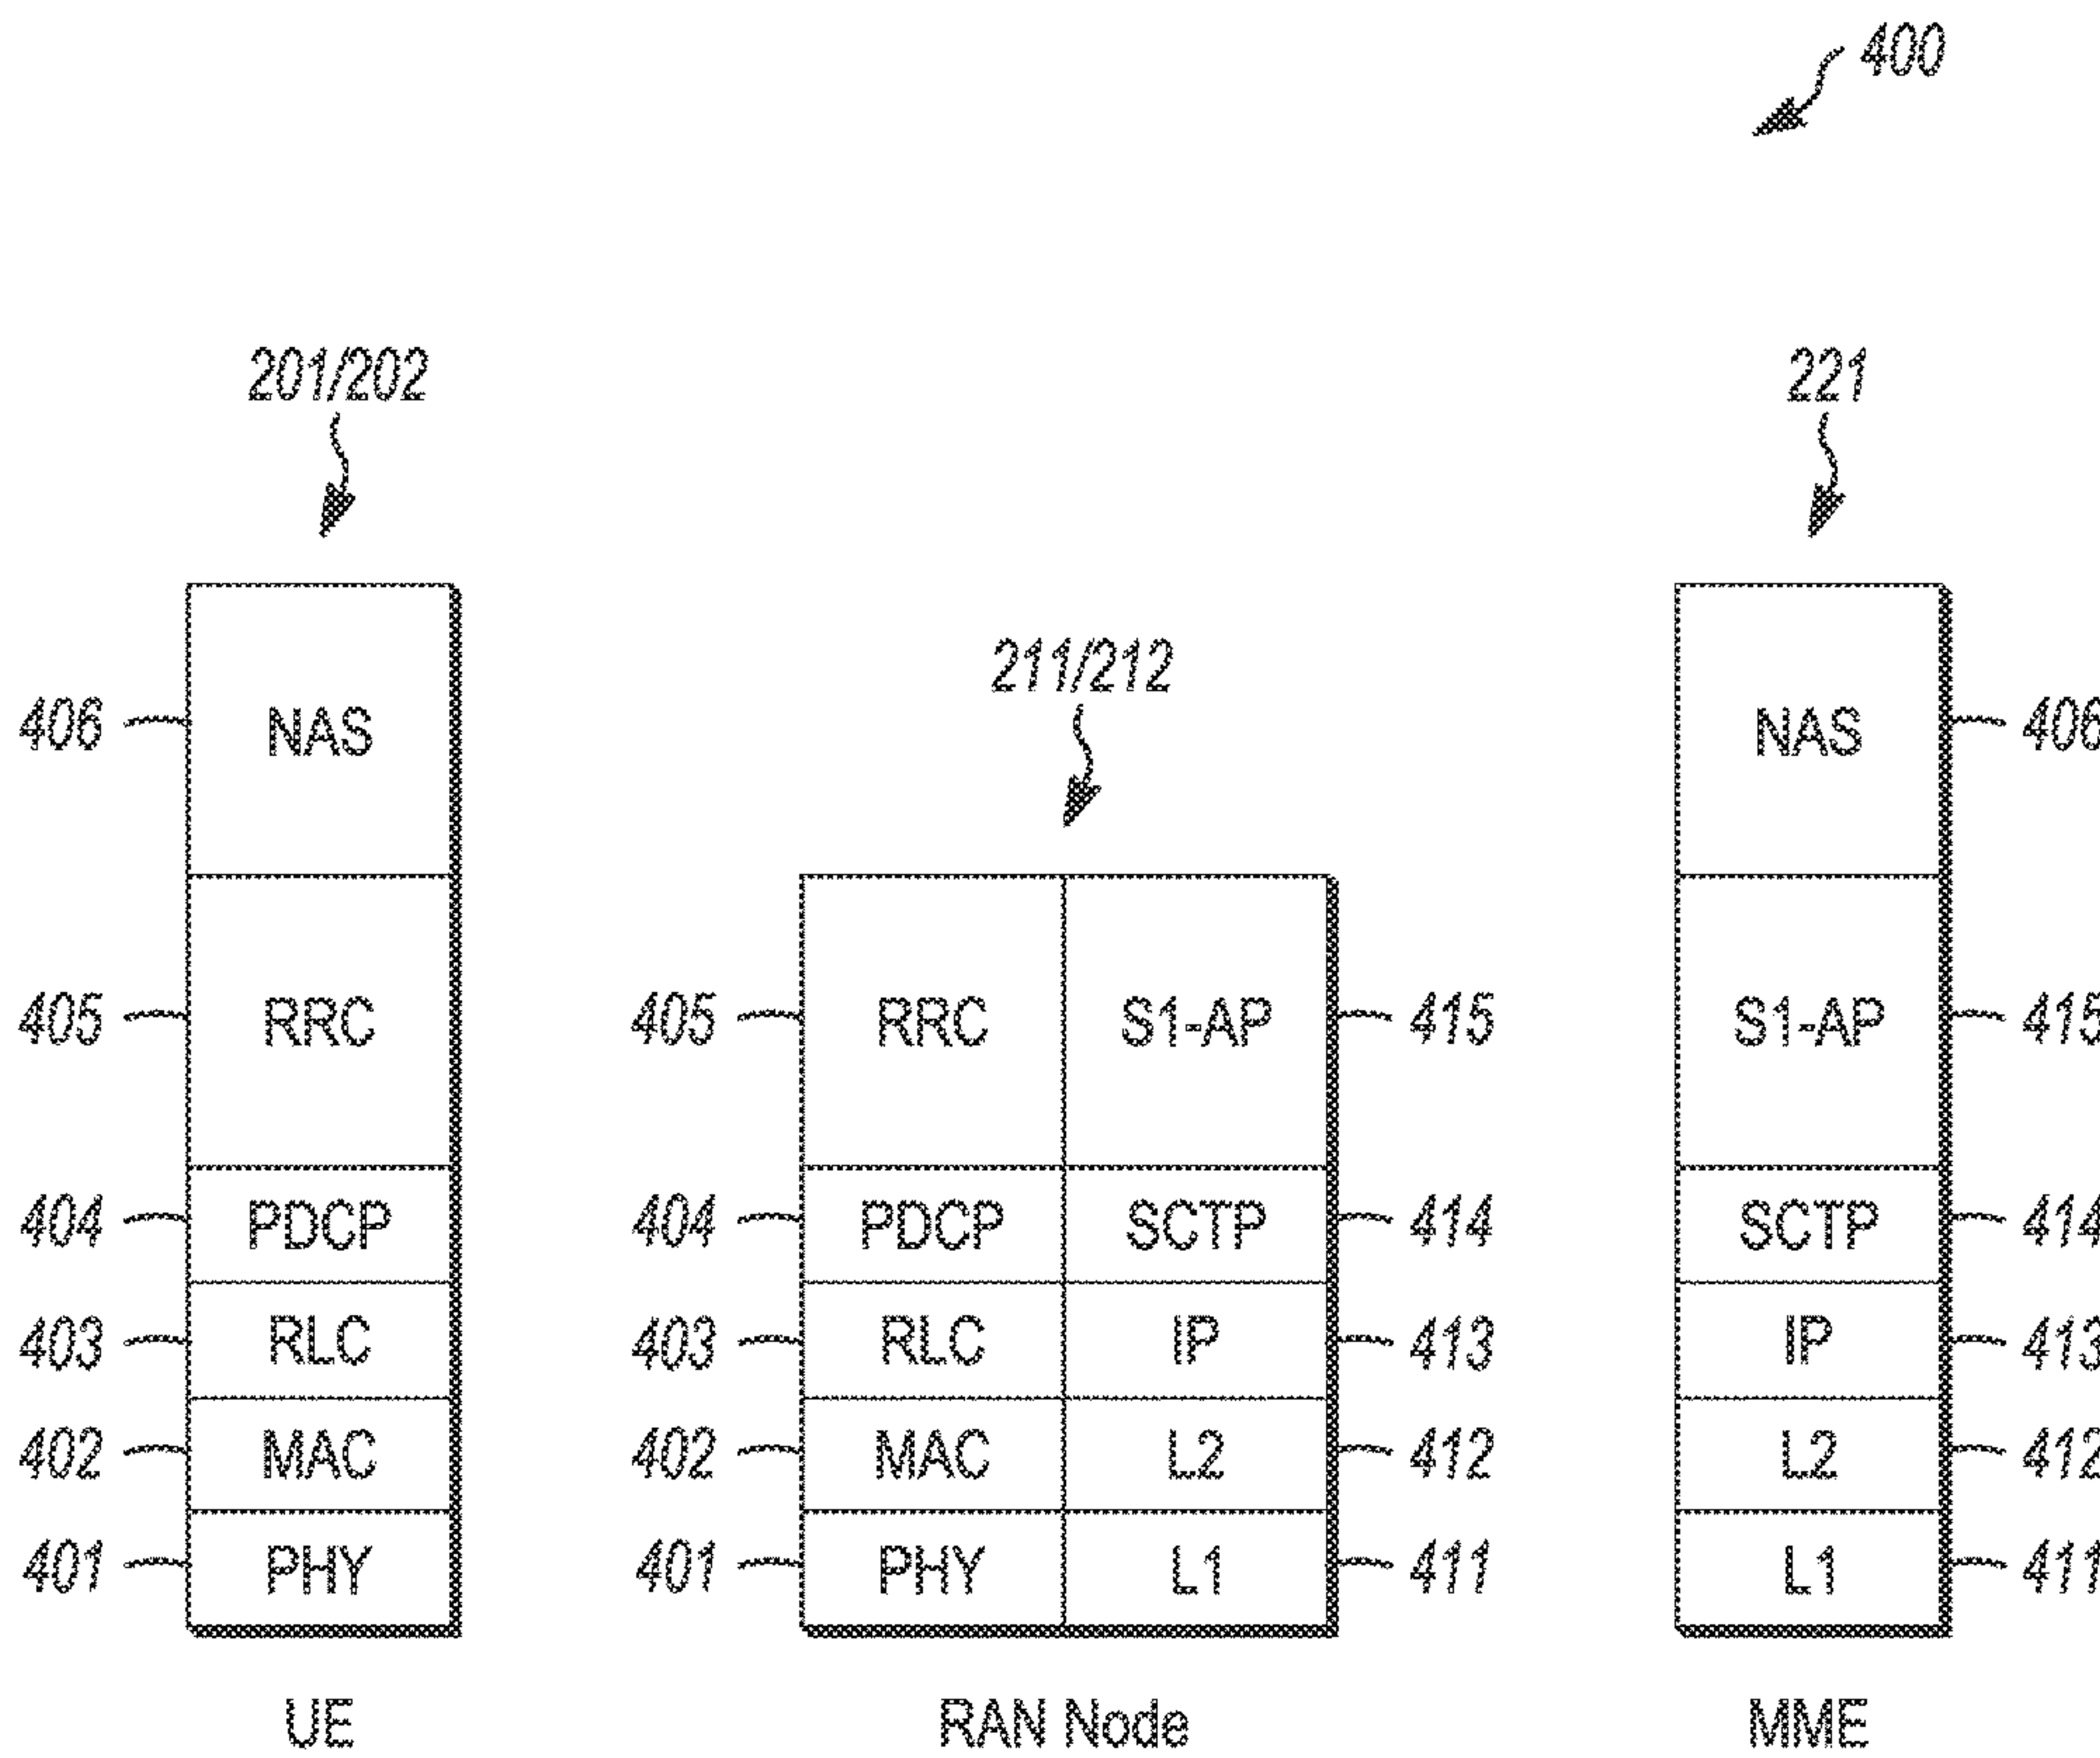 400
201/202
221
211/212
406 NAS NAS 406
405 RRC 405 RRC S1-AP 415 S1-AP 415
404 PDCP 404 PDCP SCTP 414 SCTP 414
403 RLC 403 RLC IP 413 IP 413
402 MAC 402 MAC L2 412 L2 412
401 PHY 401 PHY L1 411 L1 411
UE RAN Node MME